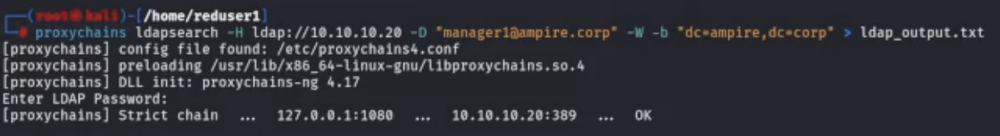 ┌──(root㉿kali)-[/home/reduser1]
└─# proxychains ldapsearch -H ldap://10.10.10.20 -D "manager1@ampire.corp" -W -b "dc=ampire,dc=corp" > ldap_output.txt
[proxychains] config file found: /etc/proxychains4.conf
[proxychains] preloading /usr/lib/x86_64-linux-gnu/libproxychains.so.4
[proxychains] DLL init: proxychains-ng 4.17
Enter LDAP Password:
[proxychains] Strict chain  ...  127.0.0.1:1080  ...  10.10.10.20:389  ...  OK